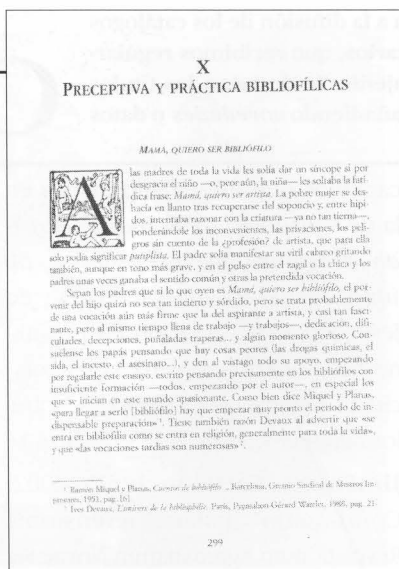 X
PRECEPTIVA Y PRÁCTICA BIBLIOFÍLICAS
MAMÁ, QUIERO SER BIBLIÓFILO
A las madres de toda la vida les solía dar un síncope si por
desgracia el niño —o, peor aún, la niña— les soltaba la fatí-
dica frase: Mamá, quiero ser artista. La pobre mujer se des-
hacía en llanto tras recuperarse del soponcio y, entre hipi-
dos, intentaba razonar con la criatura —ya no tan tierna—,
ponderándole los inconvenientes, las privaciones, los peli-
gros sin cuento de la ¿profesión? de artista, que para ella
solo podía significar putiplista. El padre solía manifestar su viril cabreo gritando
también, aunque en tono más grave, y en el pulso entre el zagal o la chica y los
padres unas veces ganaba el sentido común y otras la pretendida vocación.
Sepan los padres que si lo que oyen es Mamá, quiero ser bibliófilo, el por-
venir del hijo quizá no sea tan incierto y sórdido, pero se trata probablemente
de una vocación aún más firme que la del aspirante a artista, y casi tan fasci-
nante, pero al mismo tiempo llena de trabajo —y trabajos—, dedicación, difi-
cultades, decepciones, puñaladas traperas... y algún momento glorioso. Con-
suélense los papás pensando que hay cosas peores (las drogas químicas, el
sida, el incesto, el asesinato...), y den al vástago todo su apoyo, empezando
por regalarle este ensayo, escrito pensando precisamente en los bibliófilos con
insuficiente formación —todos, empezando por el autor—, en especial los
que se inician en este mundo apasionante. Como bien dice Miquel y Planas,
«para llegar a serlo [bibliófilo] hay que empezar muy pronto el período de in-
dispensable preparación» 1. Tiene también razón Devaux al advertir que «se
entra en bibliofilia como se entra en religión, generalmente para toda la vida»,
y que «las vocaciones tardías son numerosas» 2.
1 Ramón Miquel y Planas, Cuentos de bibliófilo, Barcelona, Gremio Sindical de Maestros Im-
presores, 1951, pág. 161.
2 Yves Devaux, L'univers de la bibliophilie, París, Pygmalion-Gérard Watelet, 1988, pág. 21.
299